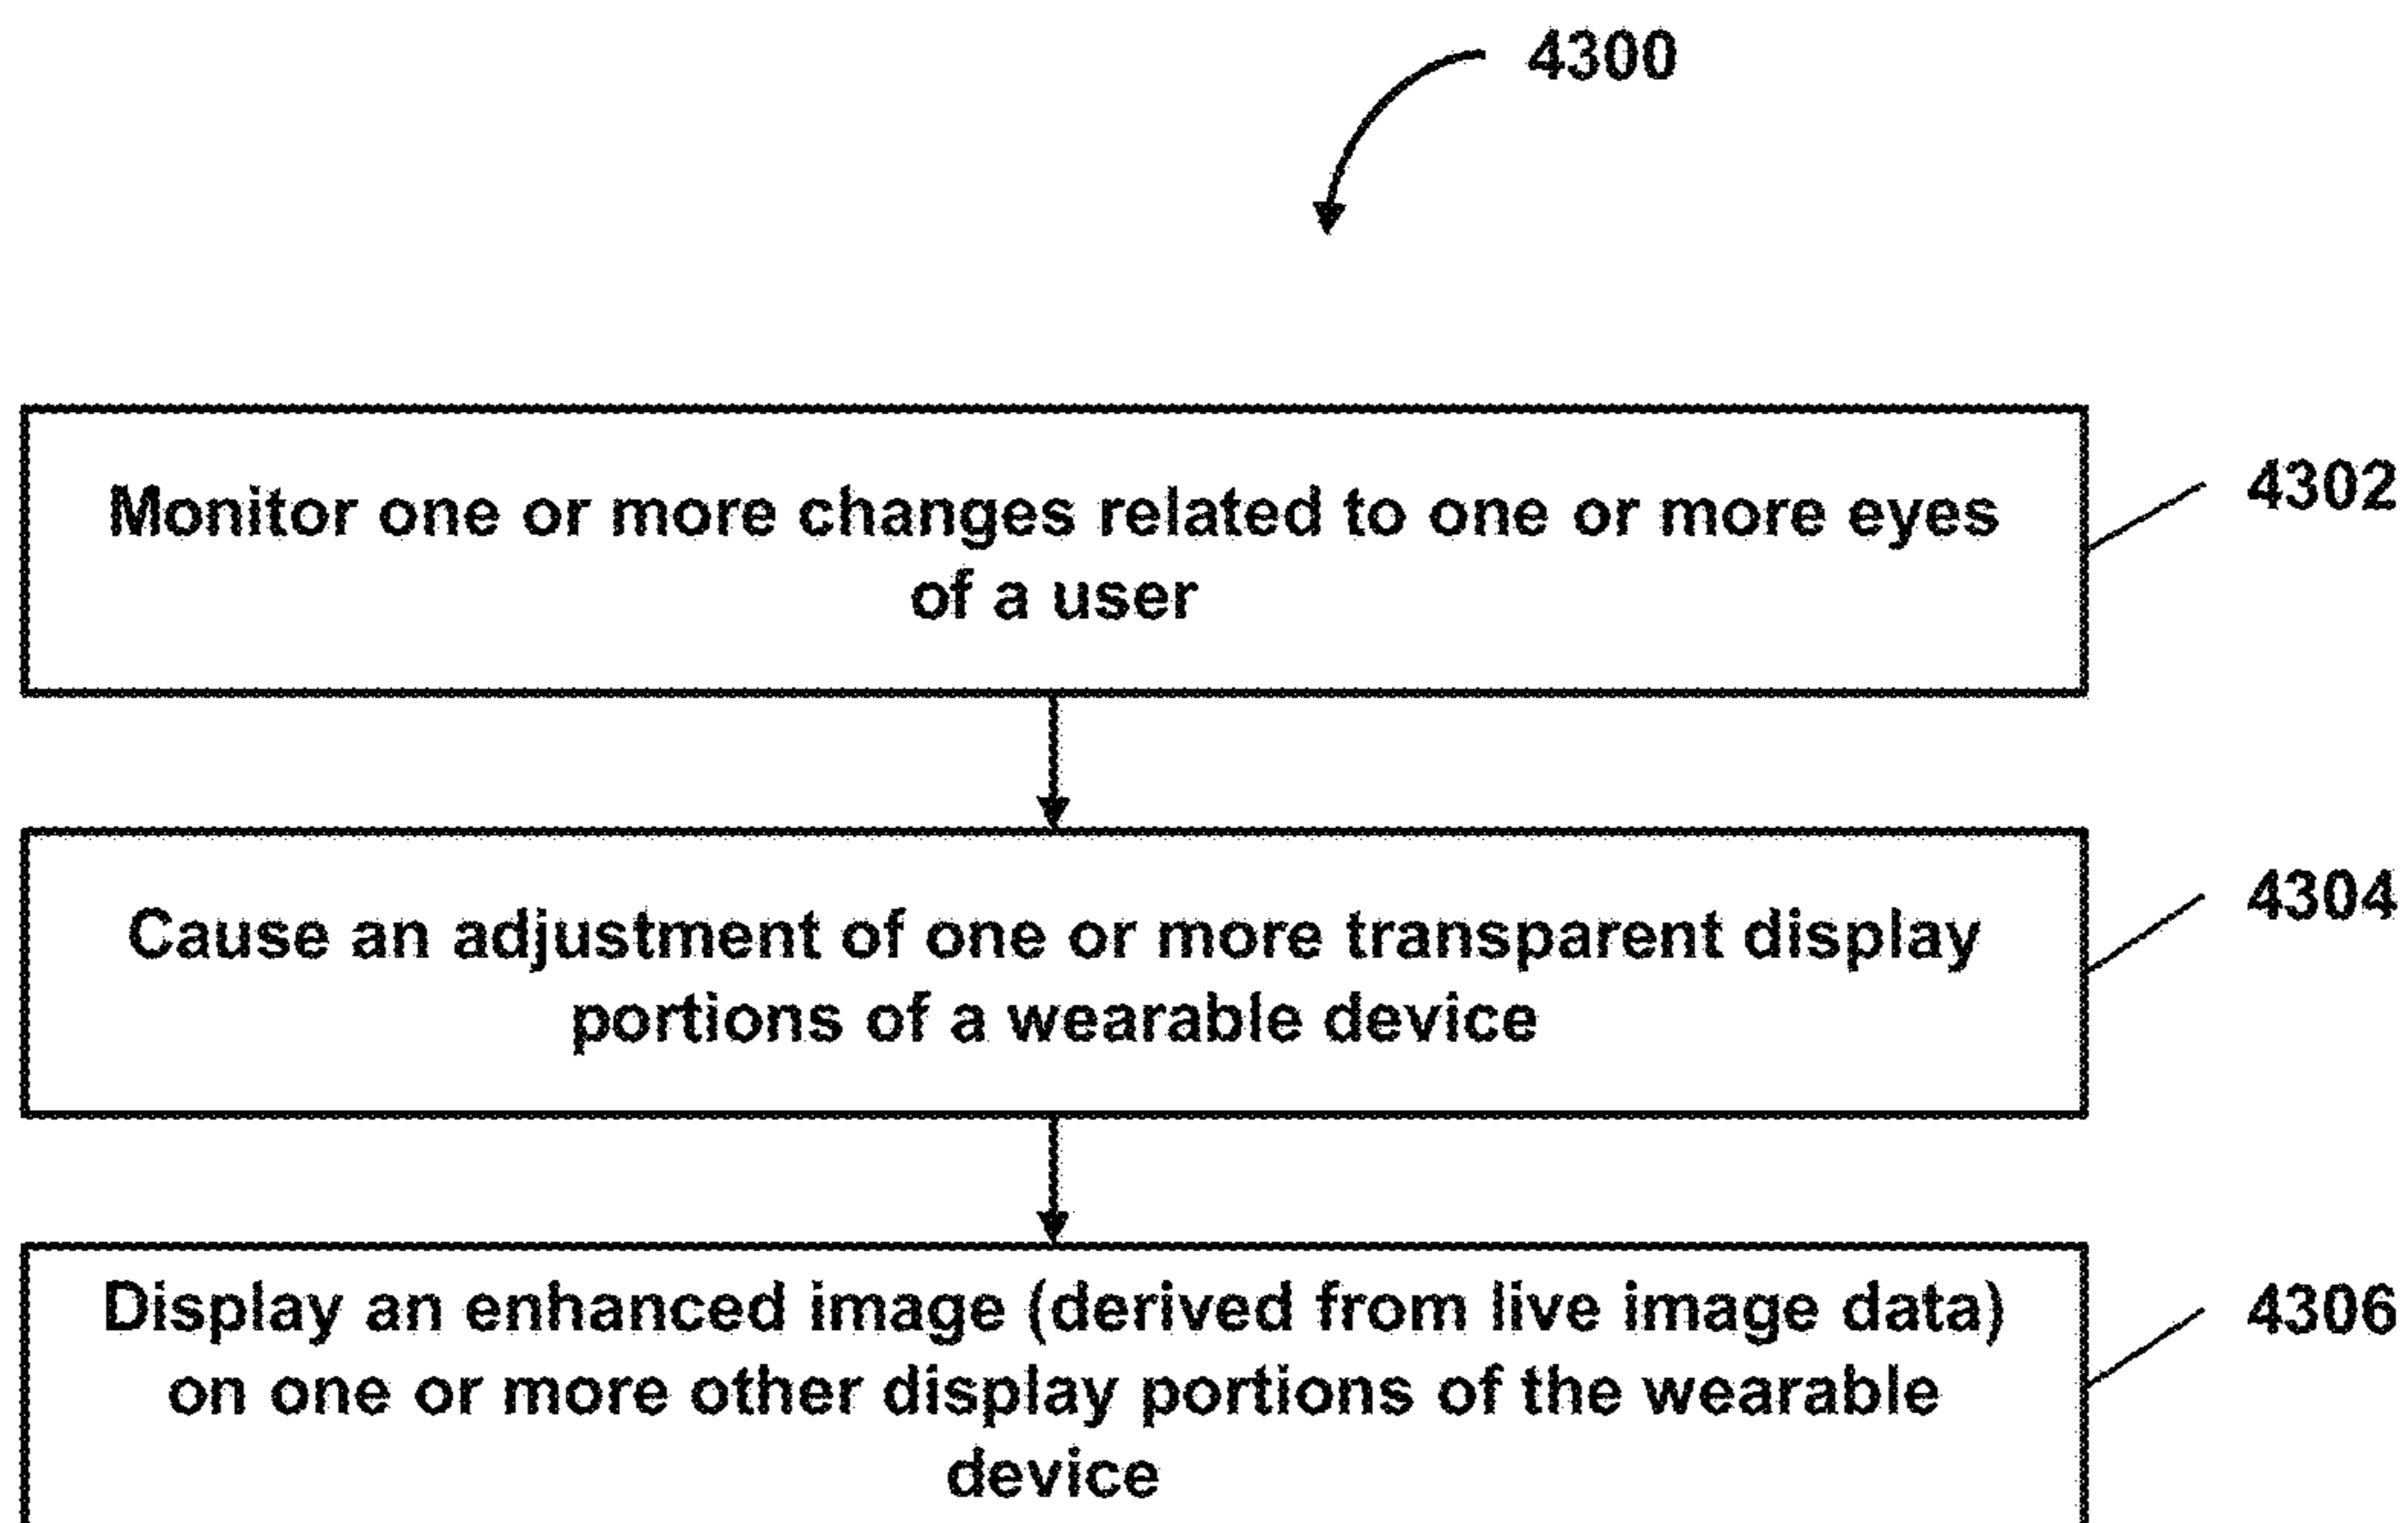 4300
Monitor one or more changes related to one or more eyes
of a user
4302
Cause an adjustment of one or more transparent display
portions of a wearable device
4304
Display an enhanced image (derived from live image data)
on one or more other display portions of the wearable
device
4306